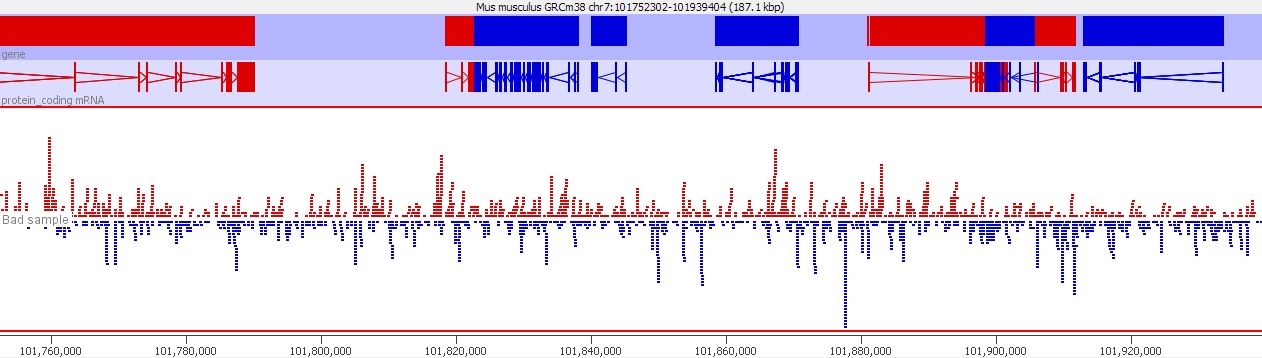 Mus musculus GRCm38 chr7:101752302-101939404 (187.1 kbp)
gene
protein_coding mRNA
Bad sample
101,760,000 101,780,000 101,800,000 101,820,000 101,840,000 101,860,000 101,880,000 101,900,000 101,920,000